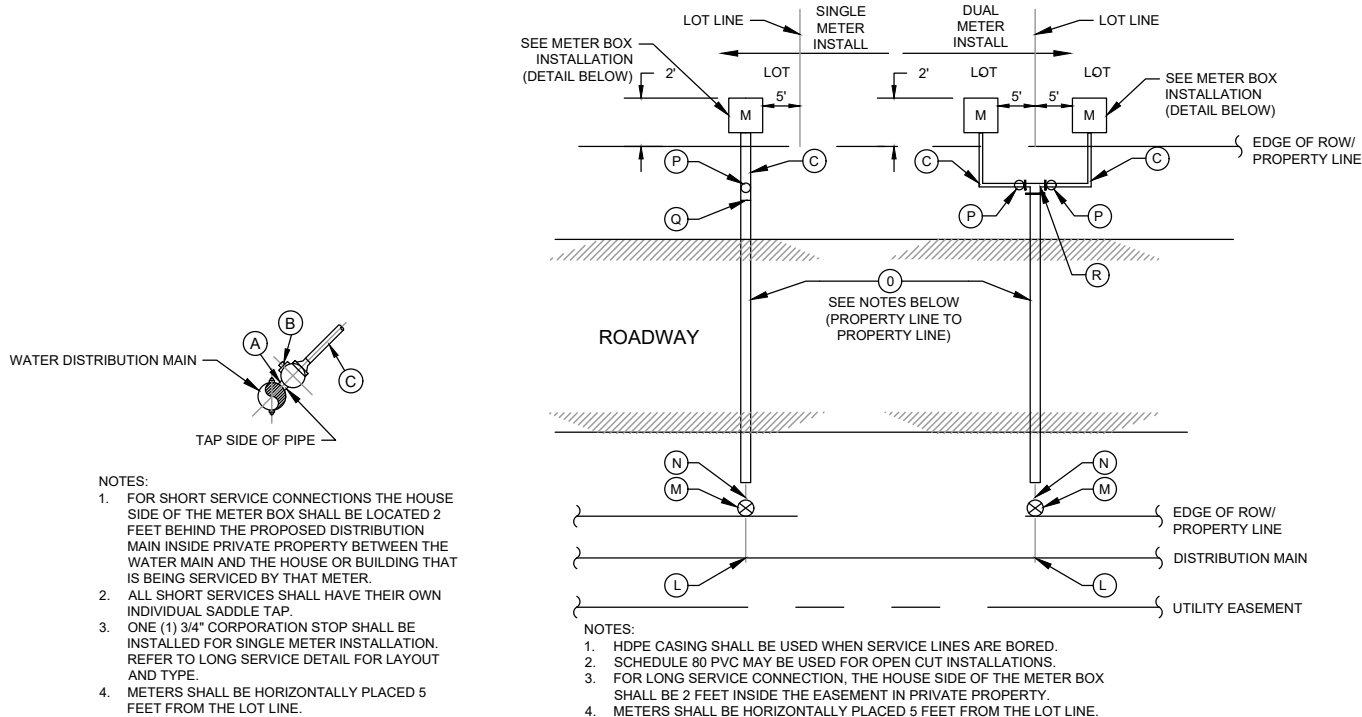 LOT LINE
SINGLE
METER
INSTALL
DUAL
METER
INSTALL
LOT LINE
SEE METER BOX
INSTALLATION
(DETAIL BELOW)
2'
LOT
5'
M
2'
LOT
LOT
5'
5'
M
M
SEE METER BOX
INSTALLATION
(DETAIL BELOW)
EDGE OF ROW/
PROPERTY LINE
P
C
C
C
Q
P
P
R
0
SEE NOTES BELOW
(PROPERTY LINE TO
PROPERTY LINE)
ROADWAY
N
M
N
M
EDGE OF ROW/
PROPERTY LINE
DISTRIBUTION MAIN
L
L
UTILITY EASEMENT
NOTES:
1. HDPE CASING SHALL BE USED WHEN SERVICE LINES ARE BORED.
2. SCHEDULE 80 PVC MAY BE USED FOR OPEN CUT INSTALLATIONS.
3. FOR LONG SERVICE CONNECTION, THE HOUSE SIDE OF THE METER BOX
SHALL BE 2 FEET INSIDE THE EASEMENT IN PRIVATE PROPERTY.
4. METERS SHALL BE HORIZONTALLY PLACED 5 FEET FROM THE LOT LINE.
B
A
WATER DISTRIBUTION MAIN
C
TAP SIDE OF PIPE
NOTES:
1. FOR SHORT SERVICE CONNECTIONS THE HOUSE
SIDE OF THE METER BOX SHALL BE LOCATED 2
FEET BEHIND THE PROPOSED DISTRIBUTION
MAIN INSIDE PRIVATE PROPERTY BETWEEN THE
WATER MAIN AND THE HOUSE OR BUILDING THAT
IS BEING SERVICED BY THAT METER.
2. ALL SHORT SERVICES SHALL HAVE THEIR OWN
INDIVIDUAL SADDLE TAP.
3. ONE (1) 3/4" CORPORATION STOP SHALL BE
INSTALLED FOR SINGLE METER INSTALLATION.
REFER TO LONG SERVICE DETAIL FOR LAYOUT
AND TYPE.
4. METERS SHALL BE HORIZONTALLY PLACED 5
FEET FROM THE LOT LINE.